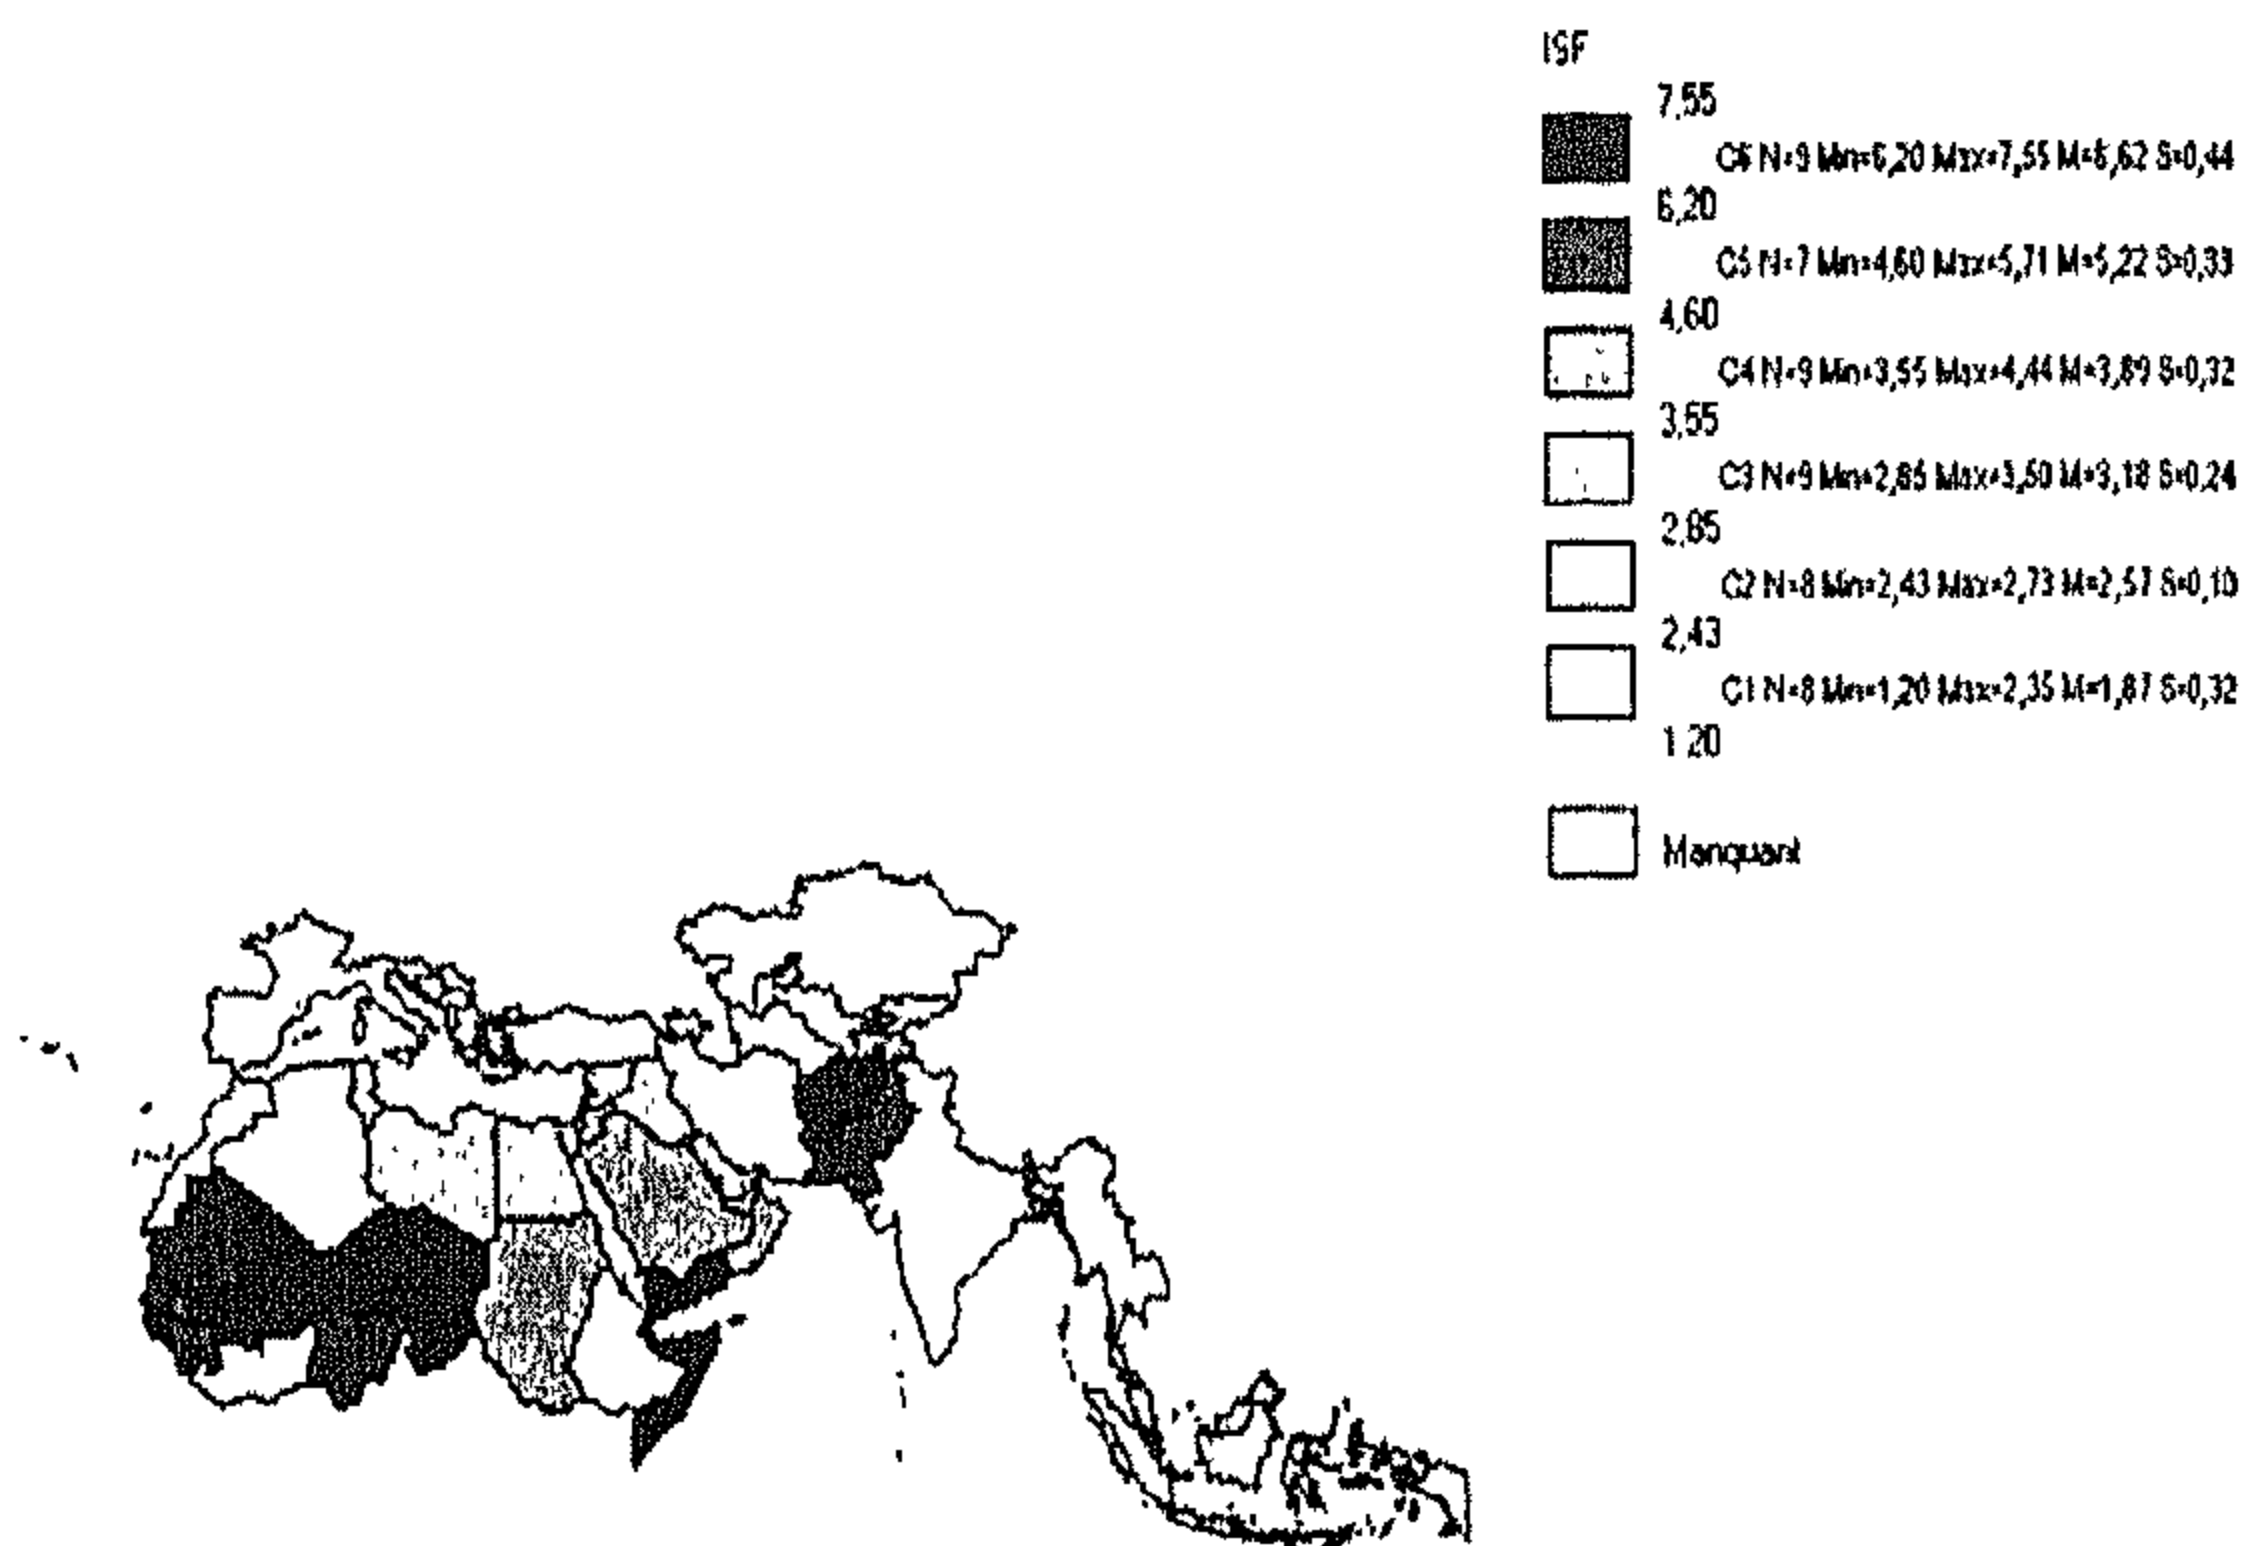 ISF
7,55
C6 N=9 Min=6,20 Max=7,55 M=6,62 S=0,44
6,20
C5 N=7 Min=4,60 Max=5,71 M=5,22 S=0,33
4,60
C4 N=9 Min=3,55 Max=4,44 M=3,89 S=0,32
3,55
C3 N=9 Min=2,85 Max=3,50 M=3,18 S=0,24
2,85
C2 N=8 Min=2,43 Max=2,73 M=2,57 S=0,10
2,43
C1 N=8 Min=1,20 Max=2,35 M=1,87 S=0,32
1,20
Manquant